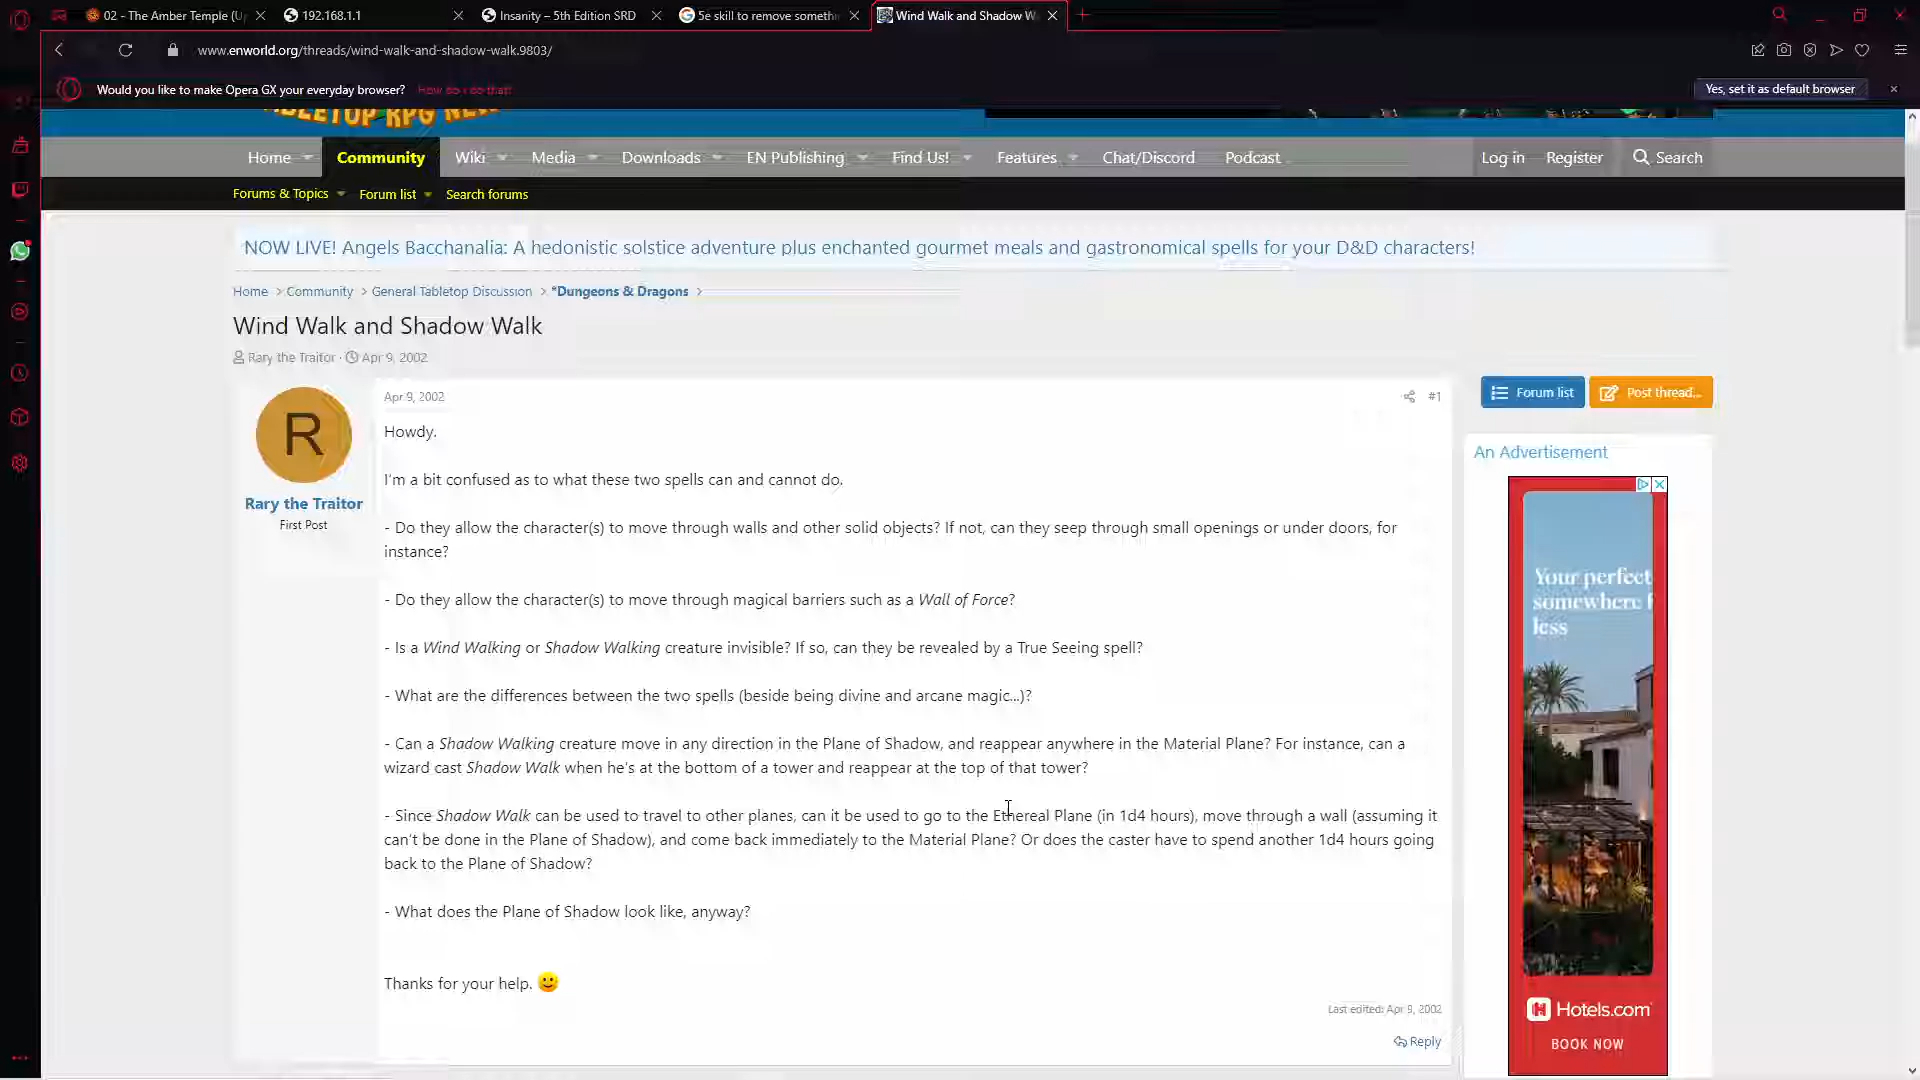 02 - The Amber Temple (U
192.168.1.1
Insanity – 5th Edition SRD
5e skill to remove someth
Wind Walk and Shadow W
www.enworld.org/threads/wind-walk-and-shadow-walk.9803/
Would you like to make Opera GX your everyday browser?
How do I do that?
Yes, set it as default browser
TABLETOP RPG NEW
Home
Community
Wiki
Media
Downloads
EN Publishing
Find Us!
Features
Chat/Discord
Podcast
Log in
Register
Search
Forums & Topics
Forum list
Search forums
NOW LIVE! Angels Bacchanalia: A hedonistic solstice adventure plus enchanted gourmet meals and gastronomical spells for your D&D characters!
Home > Community > General Tabletop Discussion > *Dungeons & Dragons >
Wind Walk and Shadow Walk
Rary the Traitor · Apr 9, 2002
R
Rary the Traitor
First Post
Apr 9, 2002
#1
Howdy.
I'm a bit confused as to what these two spells can and cannot do.
- Do they allow the character(s) to move through walls and other solid objects? If not, can they seep through small openings or under doors, for
instance?
- Do they allow the character(s) to move through magical barriers such as a Wall of Force?
- Is a Wind Walking or Shadow Walking creature invisible? If so, can they be revealed by a True Seeing spell?
- What are the differences between the two spells (beside being divine and arcane magic...)?
- Can a Shadow Walking creature move in any direction in the Plane of Shadow, and reappear anywhere in the Material Plane? For instance, can a
wizard cast Shadow Walk when he's at the bottom of a tower and reappear at the top of that tower?
- Since Shadow Walk can be used to travel to other planes, can it be used to go to the Ethereal Plane (in 1d4 hours), move through a wall (assuming it
can't be done in the Plane of Shadow), and come back immediately to the Material Plane? Or does the caster have to spend another 1d4 hours going
back to the Plane of Shadow?
- What does the Plane of Shadow look like, anyway?
Thanks for your help. 🙂
Last edited: Apr 9, 2002
Reply
Forum list
Post thread...
An Advertisement
Your perfect
somewhere f
less
Hotels.com
BOOK NOW